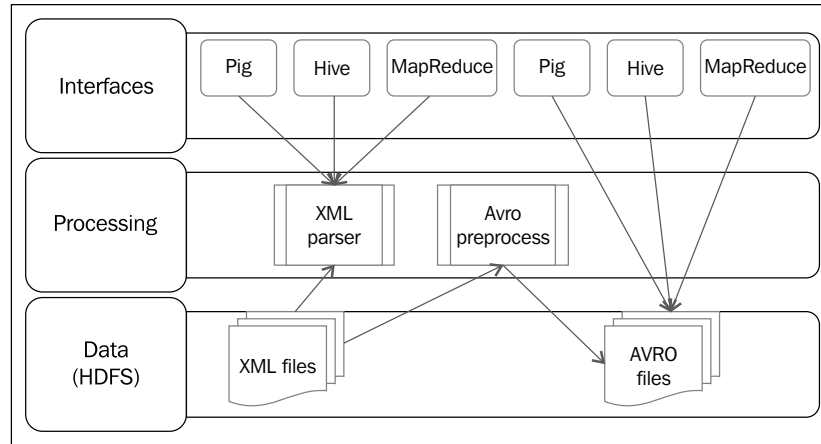 Interfaces
Pig
Hive
MapReduce
Pig
Hive
MapReduce
Processing
XML
parser
Avro
preprocess
Data
(HDFS)
XML files
AVRO
files